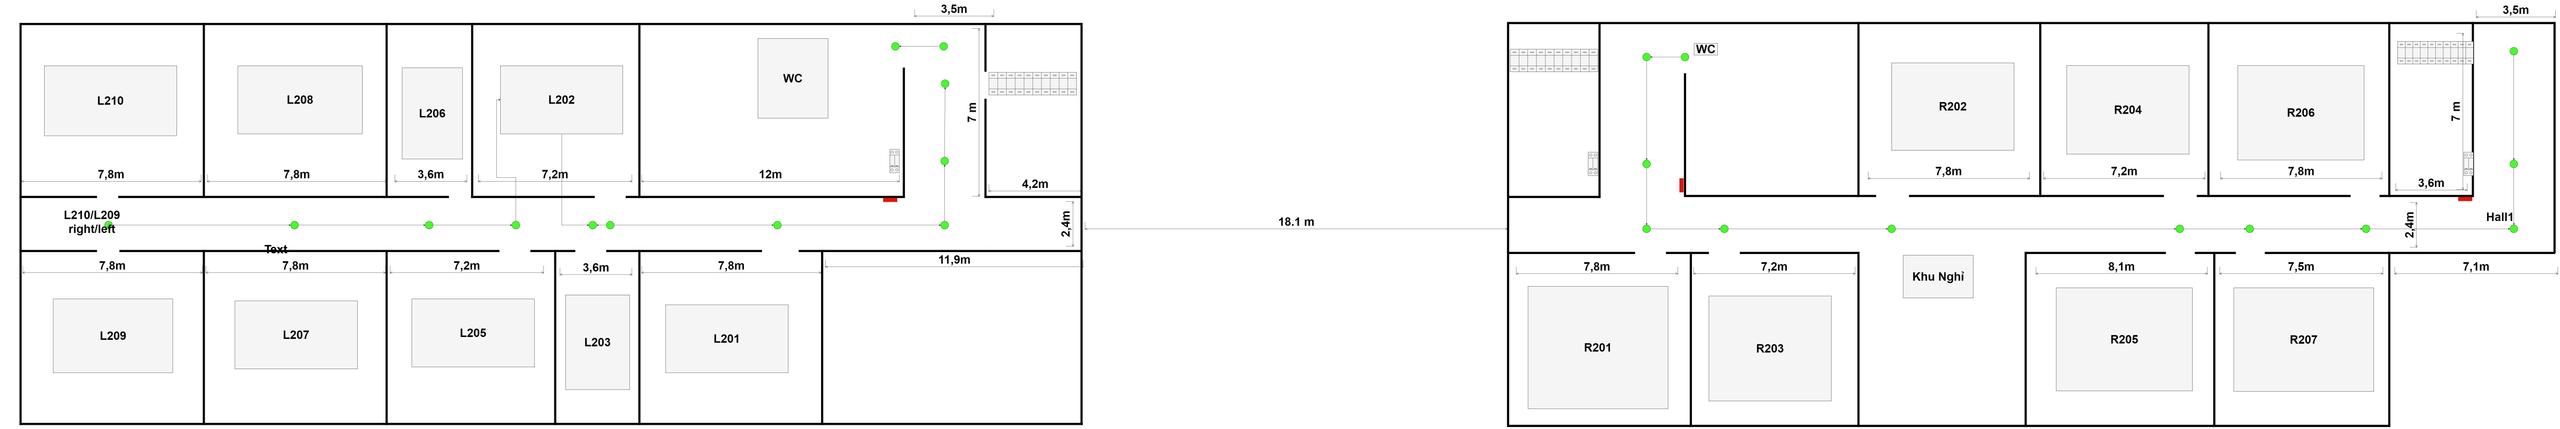 3,5m
3,5m
L210
L208
L206
L202
WC
7 m
WC
R202
R204
R206
7 m
7,8m
7,8m
3,6m
7,2m
12m
4,2m
7,8m
7,2m
7,8m
3,6m
L210/L209
right/left
2,4m
18.1 m
2,4m
Hall1
Text
7,8m
7,8m
7,2m
3,6m
7,8m
11,9m
7,8m
7,2m
Khu Nghỉ
8,1m
7,5m
7,1m
L209
L207
L205
L203
L201
R201
R203
R205
R207